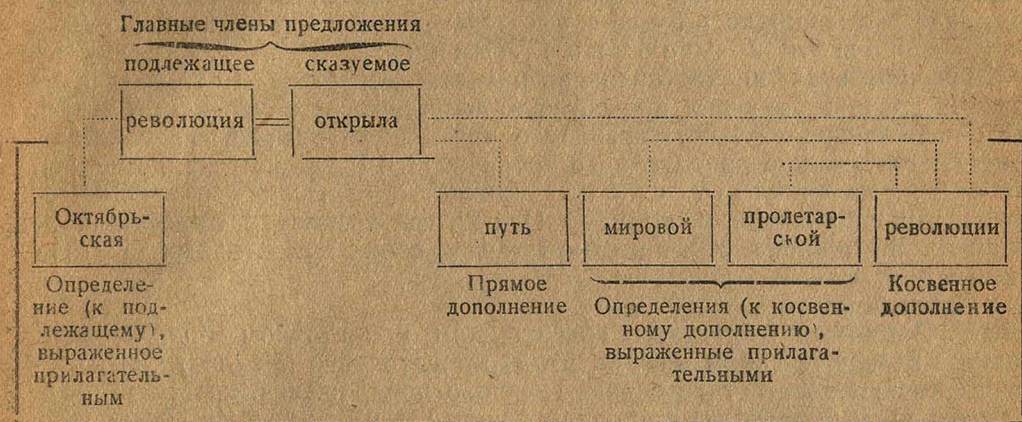 Главные члены предложения
подлежащее сказуемое
революция открыла
Октябрь-
ская
путь
мировой
пролетар-
ской
революции
Определе-
ние (к под-
лежащему),
выраженное
прилагатель-
ным
Прямое
дополнение
Определения (к косвен-
ному дополнению),
выраженные прилага-
тельными
Косвенное
дополнение